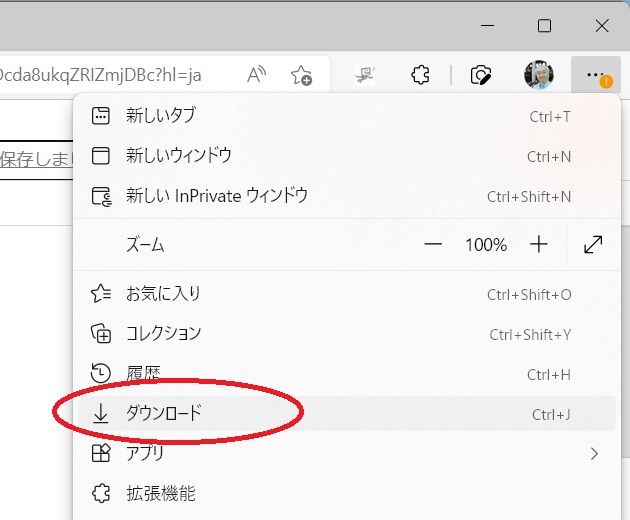 Dcda8ukqZRIZmjDBc?hl=ja
新しいタブ Ctrl+T
新しいウィンドウ Ctrl+N
保存しまし
新しい InPrivate ウィンドウ Ctrl+Shift+N
ズーム 100%
お気に入り Ctrl+Shift+O
コレクション Ctrl+Shift+Y
履歴 Ctrl+H
ダウンロード Ctrl+J
アプリ
拡張機能